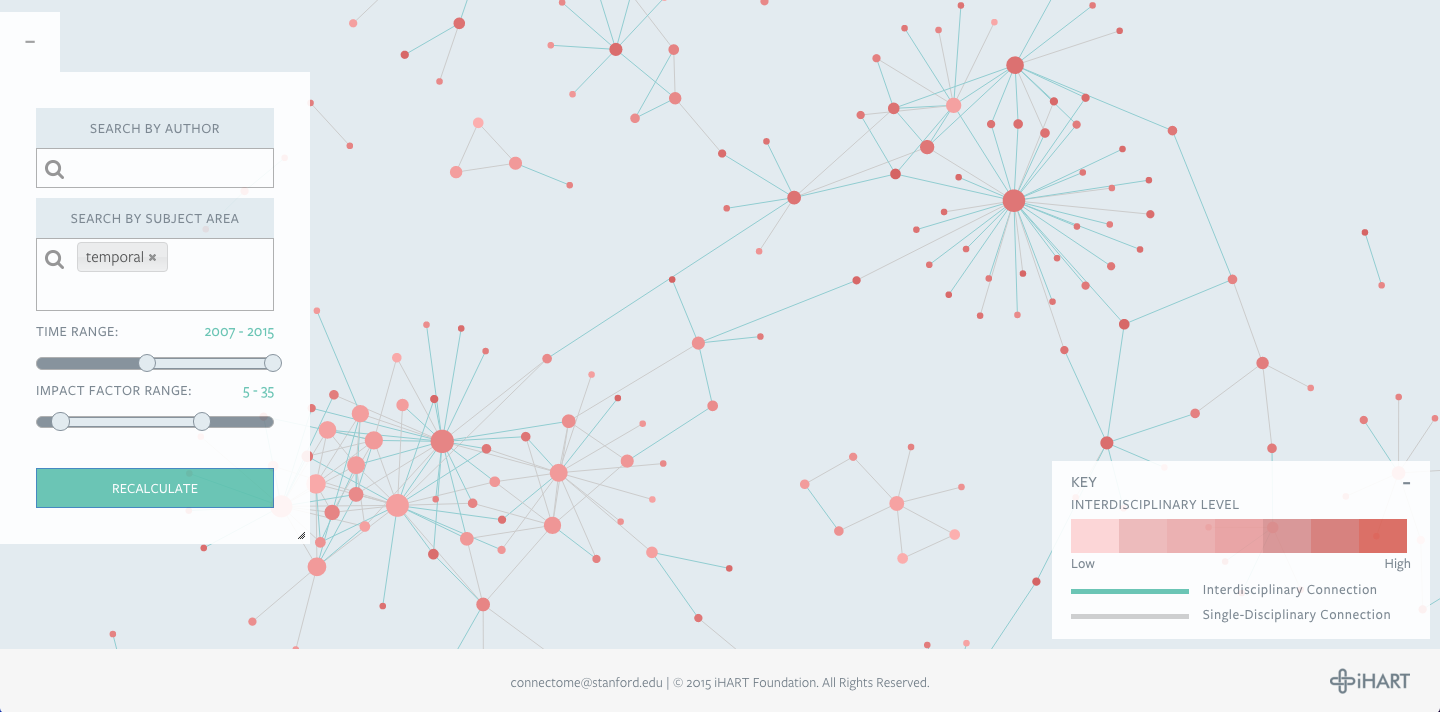 –
SEARCH BY AUTHOR
SEARCH BY SUBJECT AREA
temporal ×
TIME RANGE: 2007 - 2015
IMPACT FACTOR RANGE: 5 - 35
RECALCULATE
KEY –
INTERDISCIPLINARY LEVEL
Low High
Interdisciplinary Connection
Single-Disciplinary Connection
connectome@stanford.edu | © 2015 iHART Foundation. All Rights Reserved.
iHART